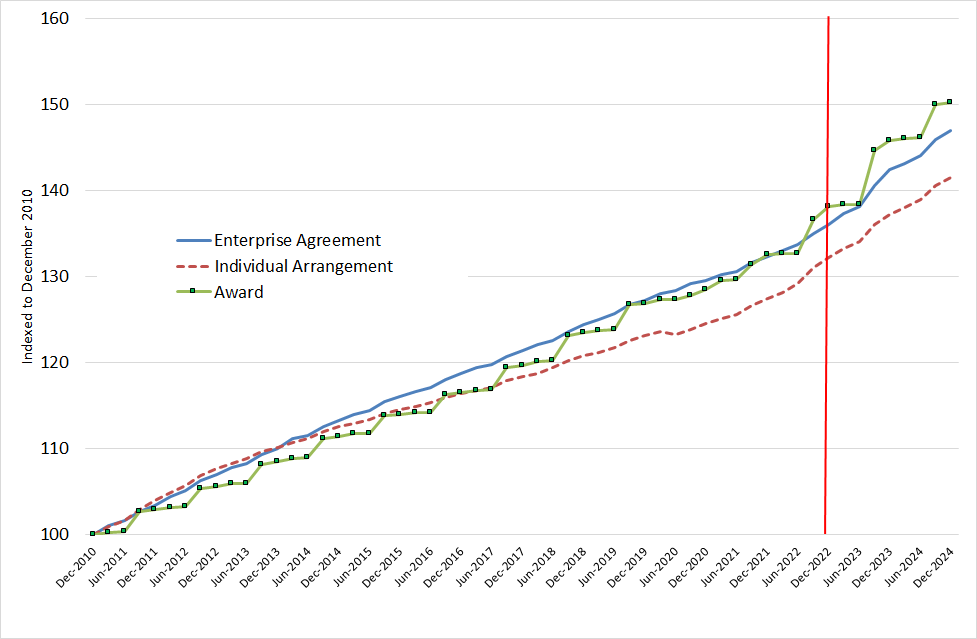 160
150
140
130
120
110
100
Indexed to December 2010
Enterprise Agreement
Individual Arrangement
Award
Dec-2010
Jun-2011
Dec-2011
Jun-2012
Dec-2012
Jun-2013
Dec-2013
Jun-2014
Dec-2014
Jun-2015
Dec-2015
Jun-2016
Dec-2016
Jun-2017
Dec-2017
Jun-2018
Dec-2018
Jun-2019
Dec-2019
Jun-2020
Dec-2020
Jun-2021
Dec-2021
Jun-2022
Dec-2022
Jun-2023
Dec-2023
Jun-2024
Dec-2024